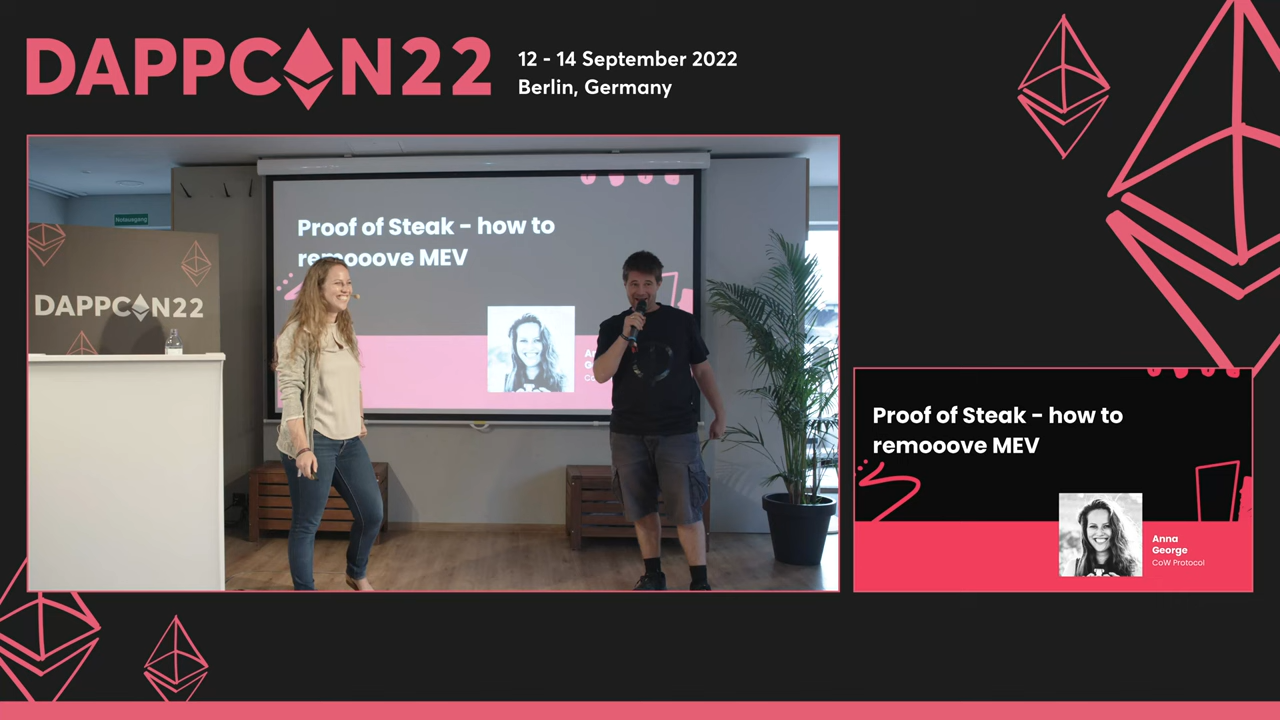 DAPPCON22
12 - 14 September 2022
Berlin, Germany
Notausgang
DAPPCON22
Proof of Steak - how to
remooove MEV
Proof of Steak - how to
remooove MEV
Anna
George
CoW Protocol